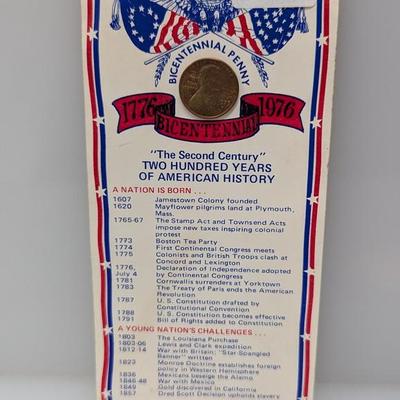 BICENTENNIAL PENNY
1776 1976
BICENTENNIAL
"The Second Century"
TWO HUNDRED YEARS
OF AMERICAN HISTORY
A NATION IS BORN . . .
1607 Jamestown Colony founded
1620 Mayflower pilgrims land at Plymouth,
Mass.
1765-67 The Stamp Act and Townsend Acts
impose new taxes inspiring colonial
protest
1773 Boston Tea Party
1774 First Continental Congress meets
1775 Colonists and British Troops clash at
Concord and Lexington
1776, Declaration of Independence adopted
July 4 by Continental Congress
1781 Cornwallis surrenders at Yorktown
1783 The Treaty of Paris ends the American
Revolution
1787 U. S. Constitution drafted by
Constitutional Convention
1788 U. S. Constitution becomes effective
1791 Bill of Rights added to Constitution
A YOUNG NATION'S CHALLENGES . . .
1803 The Louisiana Purchase
1803-06 Lewis and Clark expedition
1812-14 War with Britain; "Star-Spangled
Banner" written
1823 Monroe Doctrine establishes foreign
policy in Western Hemisphere
1836 Mexicans besiege the Alamo
1846-48 War with Mexico
1849 Gold discovered in California
1857 Dred Scott Decision upholds slavery